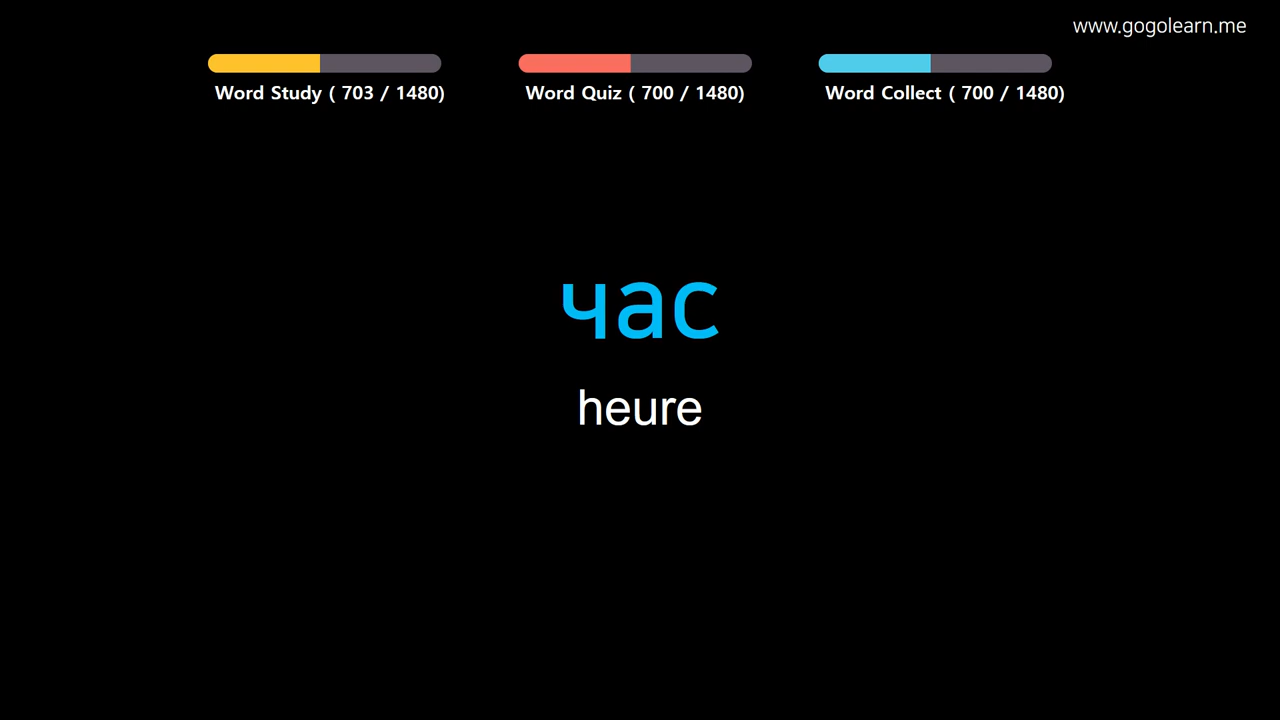 www.gogolearn.me
Word Study ( 703 / 1480)
Word Quiz ( 700 / 1480)
Word Collect ( 700 / 1480)
час
heure